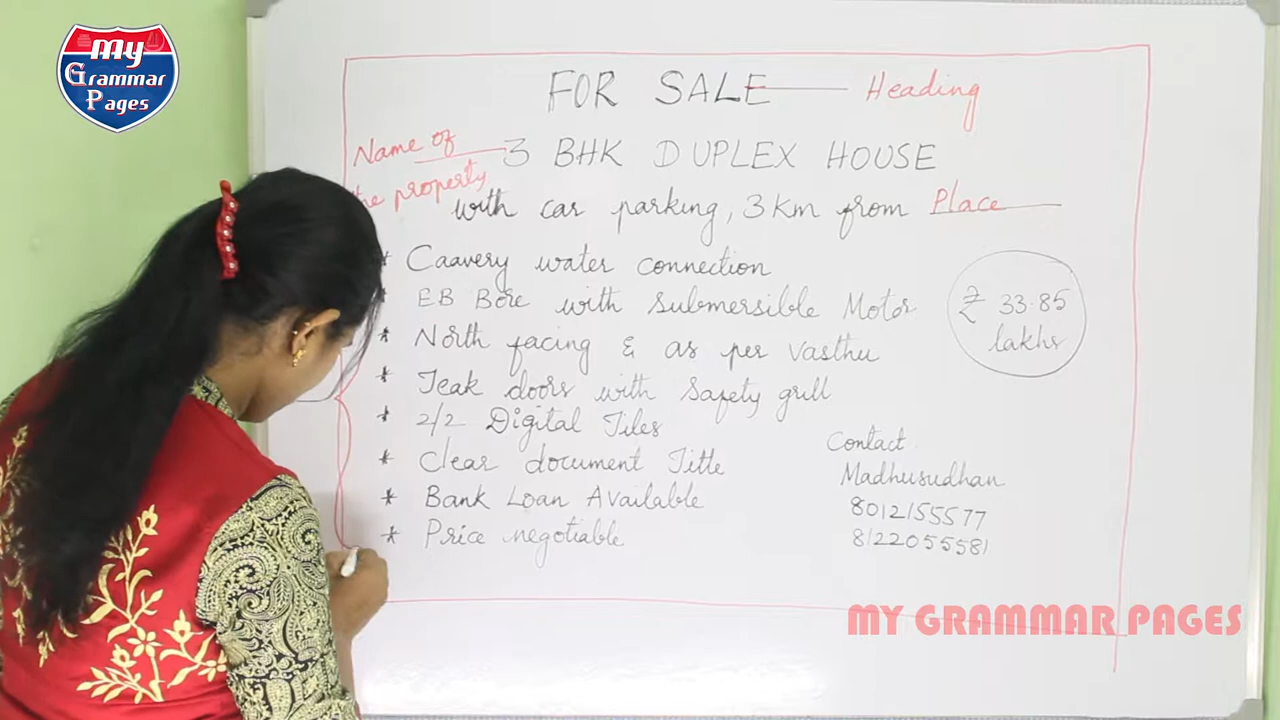 My
Grammar
Pages
FOR SALE Heading
Name of
the property
3 BHK DUPLEX HOUSE
with car parking, 3 Km from Place
* Caavery water connection
* EB Bore with Submersible Motor
* North facing & as per Vasthu
* Teak doors with Safety grill
* 2/2 Digital Tiles
* Clear document Title
* Bank Loan Available
* Price negotiable
₹ 33.85
lakhs
Contact
Madhusudhan
8012155577
8122055581
MY GRAMMAR PAGES